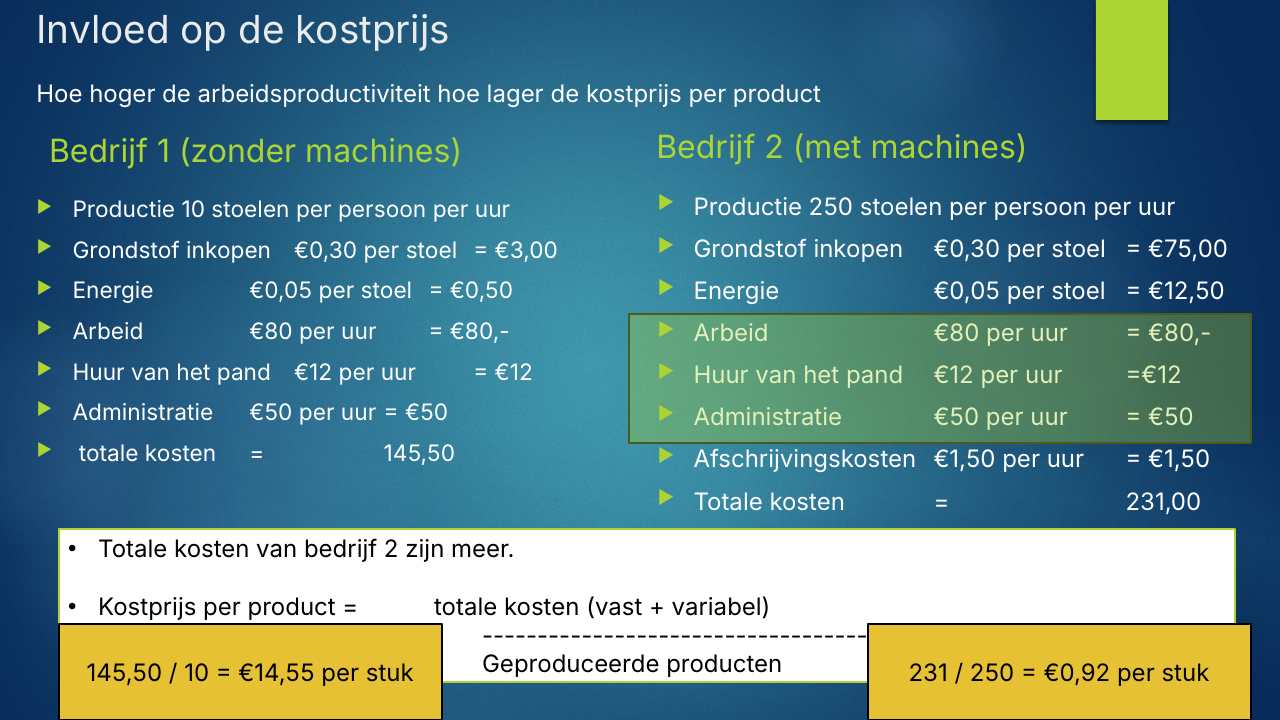 Invloed op de kostprijs
Hoe hoger de arbeidsproductiviteit hoe lager de kostprijs per product
Bedrijf 1 (zonder machines)
Productie 10 stoelen per persoon per uur
Grondstof inkopen €0,30 per stoel = €3,00
Energie €0,05 per stoel = €0,50
Arbeid €80 per uur = €80,-
Huur van het pand €12 per uur = €12
Administratie €50 per uur = €50
totale kosten = 145,50
Bedrijf 2 (met machines)
Productie 250 stoelen per persoon per uur
Grondstof inkopen €0,30 per stoel = €75,00
Energie €0,05 per stoel = €12,50
Arbeid €80 per uur = €80,-
Huur van het pand €12 per uur =€12
Administratie €50 per uur = €50
Afschrijvingskosten €1,50 per uur = €1,50
Totale kosten = 231,00
• Totale kosten van bedrijf 2 zijn meer.
• Kostprijs per product = totale kosten (vast + variabel)
-----------------------------------
Geproduceerde producten
145,50 / 10 = €14,55 per stuk
231 / 250 = €0,92 per stuk